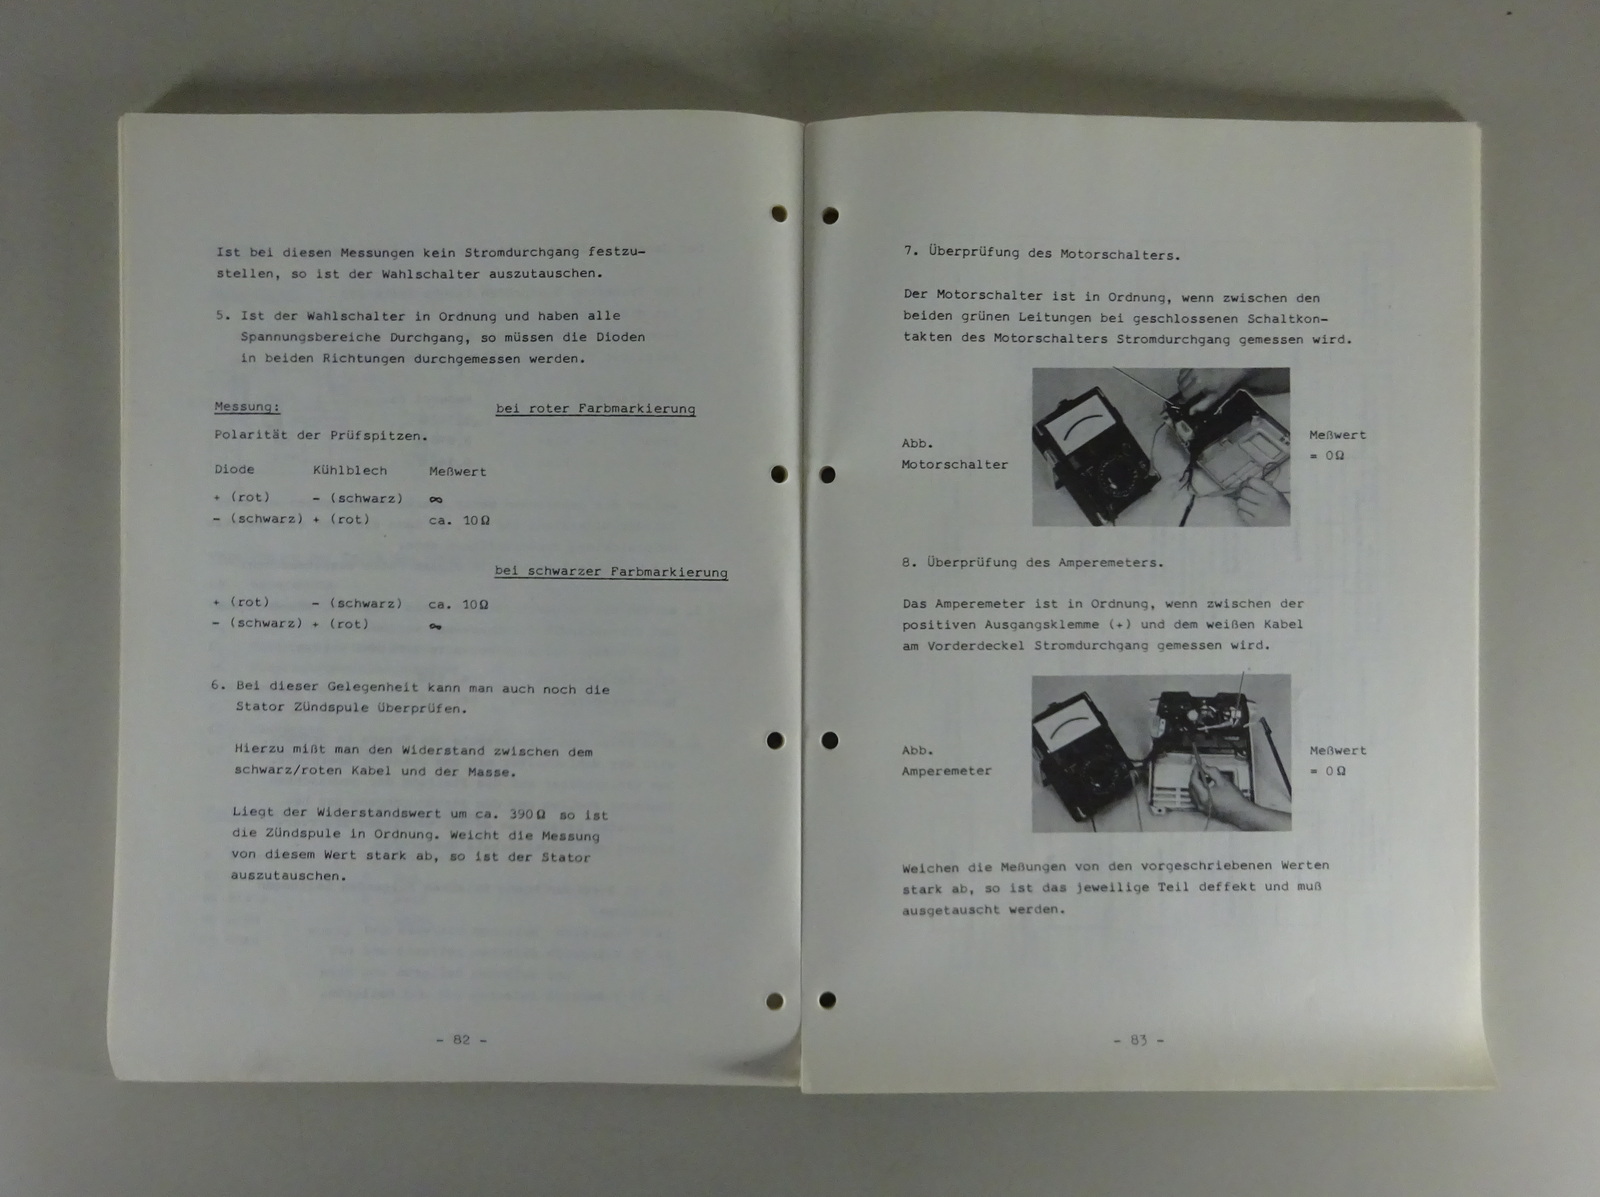 Ist bei diesen Messungen kein Stromdurchgang festzu-
stellen, so ist der Wahlschalter auszutauschen.
5. Ist der Wahlschalter in Ordnung und haben alle
Spannungsbereiche Durchgang, so müssen die Dioden
in beiden Richtungen durchgemessen werden.
Messung: bei roter Farbmarkierung
Polarität der Prüfspitzen.
Diode Kühlblech Meßwert
+ (rot) - (schwarz) ∞
- (schwarz) + (rot) ca. 10Ω
bei schwarzer Farbmarkierung
+ (rot) - (schwarz) ca. 10Ω
- (schwarz) + (rot) ∞
6. Bei dieser Gelegenheit kann man auch noch die
Stator Zündspule überprüfen.
Hierzu mißt man den Widerstand zwischen dem
schwarz/roten Kabel und der Masse.
Liegt der Widerstandswert um ca. 390Ω so ist
die Zündspule in Ordnung. Weicht die Messung
von diesem Wert stark ab, so ist der Stator
auszutauschen.
- 82 -
7. Überprüfung des Motorschalters.
Der Motorschalter ist in Ordnung, wenn zwischen den
beiden grünen Leitungen bei geschlossenen Schaltkon-
takten des Motorschalters Stromdurchgang gemessen wird.
Abb.
Motorschalter
Meßwert
= 0Ω
8. Überprüfung des Amperemeters.
Das Amperemeter ist in Ordnung, wenn zwischen der
positiven Ausgangsklemme (+) und dem weißen Kabel
am Vorderdeckel Stromdurchgang gemessen wird.
Abb.
Amperemeter
Meßwert
= 0Ω
Weichen die Meßungen von den vorgeschriebenen Werten
stark ab, so ist das jeweilige Teil deffekt und muß
ausgetauscht werden.
- 83 -